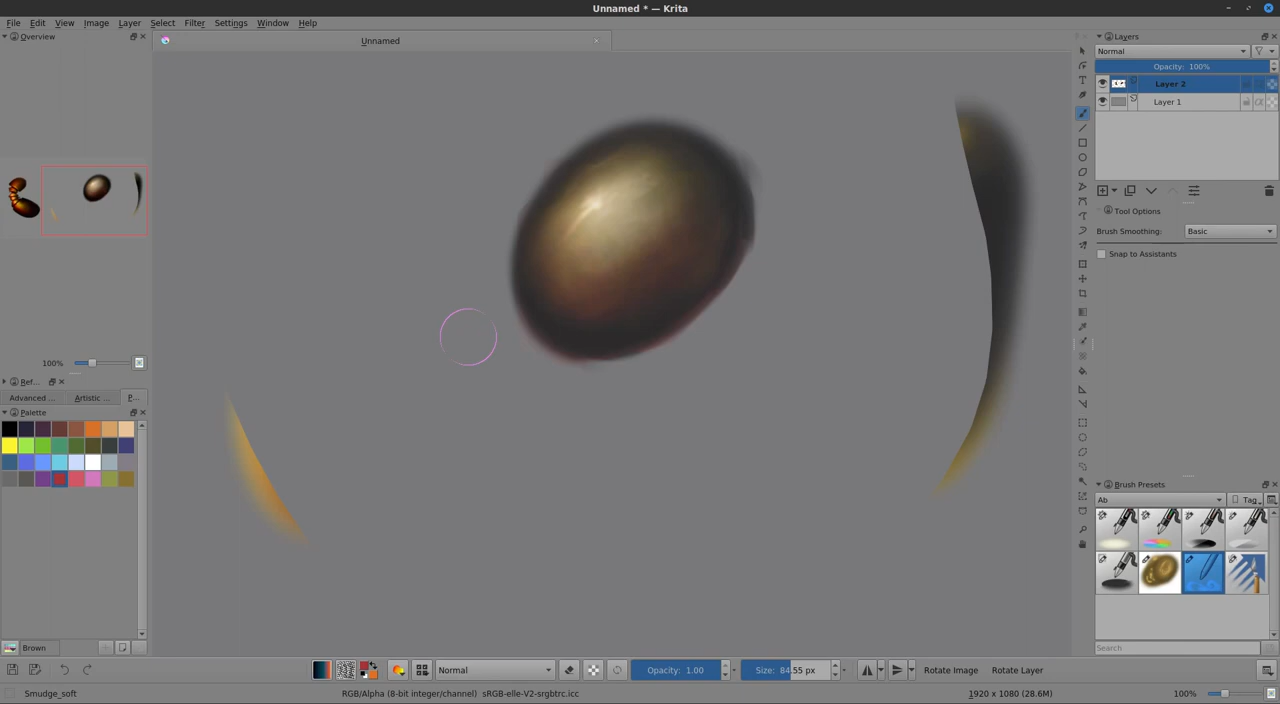 Unnamed * — Krita
File Edit View Image Layer Select Filter Settings Window Help
Overview
Unnamed
100%
Ref...
Advanced ... Artistic ... P...
Palette
Brown
Layers
Normal
Opacity: 100%
Layer 2
Layer 1
Tool Options
Brush Smoothing: Basic
Snap to Assistants
Brush Presets
Ab Tag
Search
Normal Opacity: 1.00 Size: 84.55 px Rotate Image Rotate Layer
Smudge_soft RGB/Alpha (8-bit integer/channel) sRGB-elle-V2-srgbtrc.icc 1920 x 1080 (28.6M) 100%